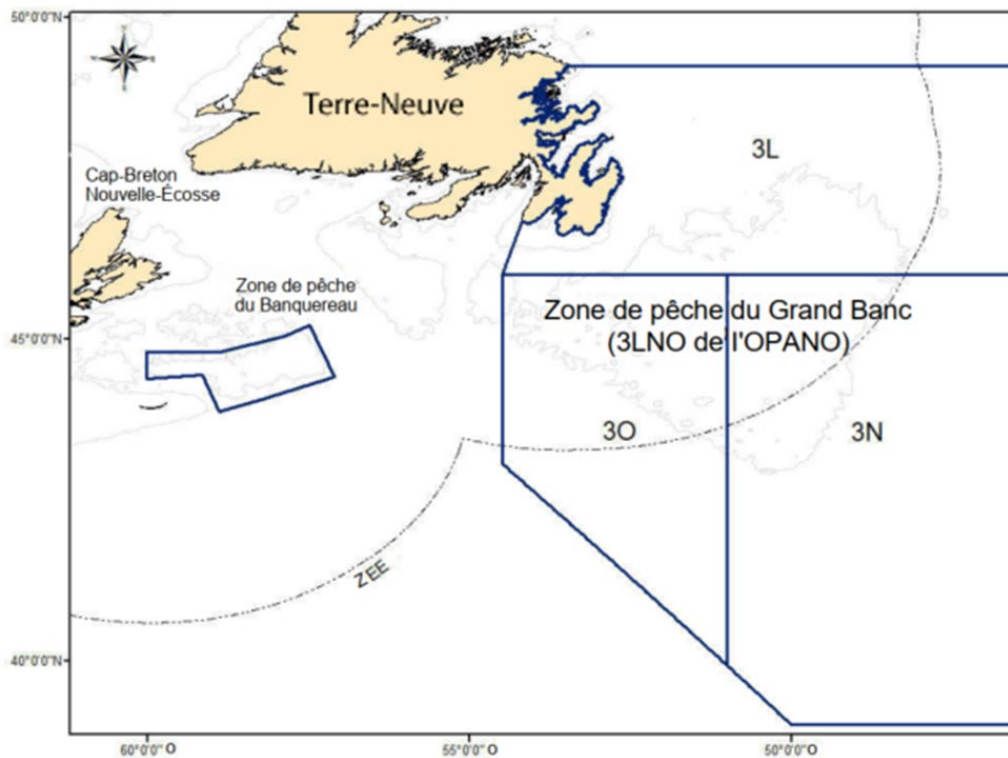 50°0'0"N
Terre-Neuve
3L
Cap-Breton
Nouvelle-Écosse
Zone de pêche
du Banquereau
Zone de pêche du Grand Banc
(3LNO de l'OPANO)
45°0'0"N
3O
3N
ZEE
40°0'0"N
60°0'0"O
55°0'0"O
50°0'0"O